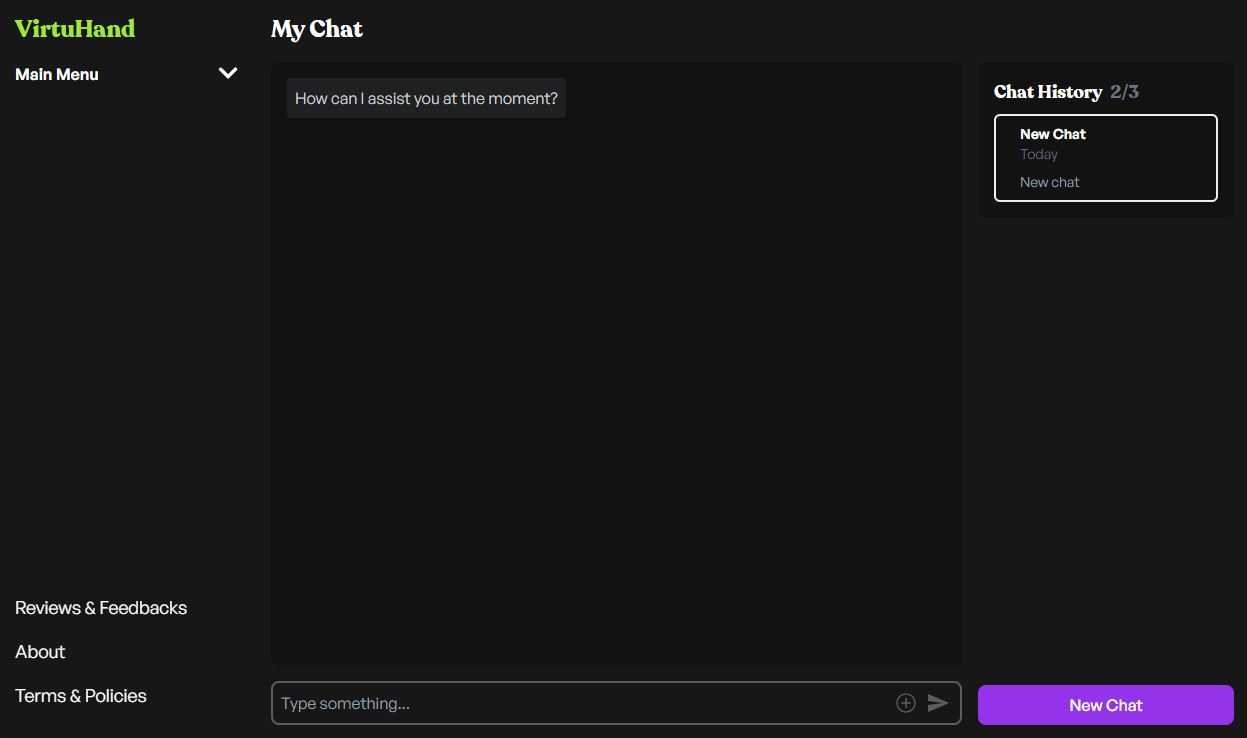 VirtuHand
Main Menu
Reviews & Feedbacks
About
Terms & Policies
My Chat
How can I assist you at the moment?
Type something...
Chat History 2/3
New Chat
Today
New chat
New Chat